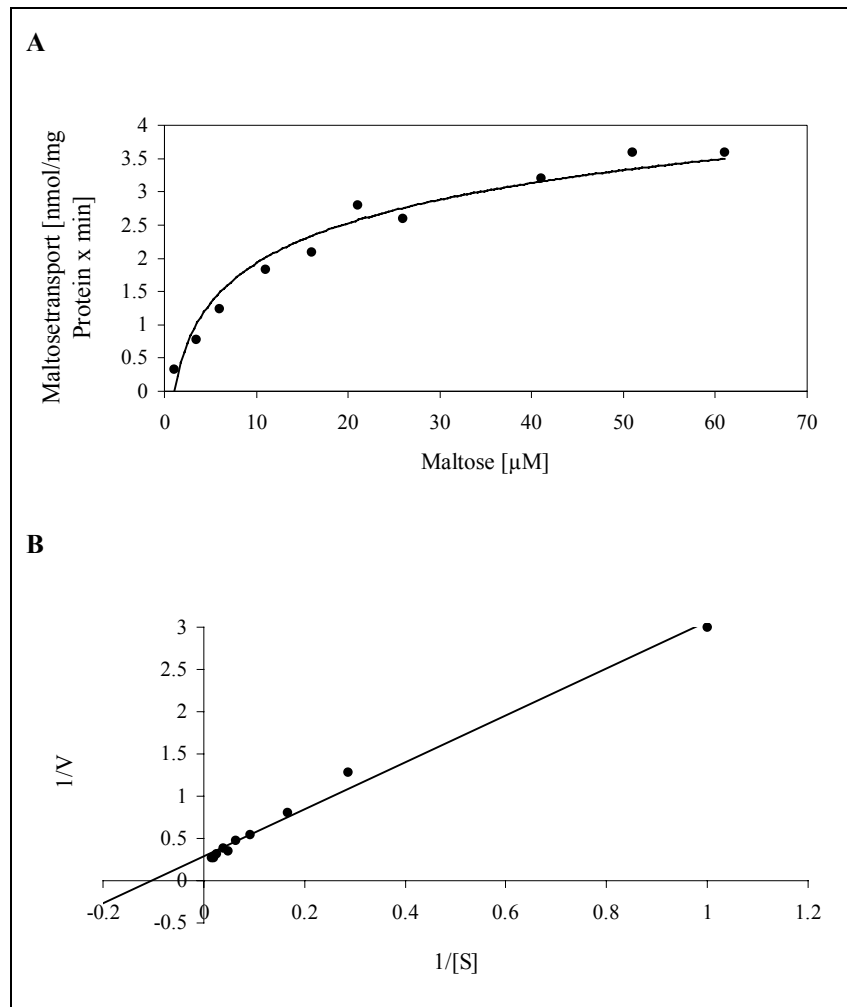 A
Maltosetransport [nmol/mg
Protein x min]
4
3.5
3
2.5
2
1.5
1
0.5
0
0 10 20 30 40 50 60 70
Maltose [µM]
B
1/V
3
2.5
2
1.5
1
0.5
0
-0.5
-0.2 0 0.2 0.4 0.6 0.8 1 1.2
1/[S]